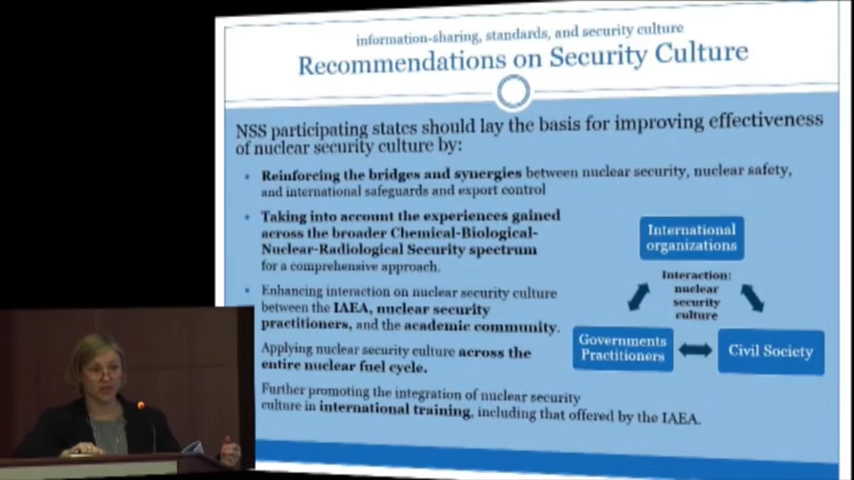 information-sharing, standards, and security culture
Recommendations on Security Culture
NSS participating states should lay the basis for improving effectiveness
of nuclear security culture by:
• Reinforcing the bridges and synergies between nuclear security, nuclear safety,
and international safeguards and export control
• Taking into account the experiences gained
across the broader Chemical-Biological-
Nuclear-Radiological Security spectrum
for a comprehensive approach.
• Enhancing interaction on nuclear security culture
between the IAEA, nuclear security
practitioners, and the academic community.
Applying nuclear security culture across the
entire nuclear fuel cycle.
Further promoting the integration of nuclear security
culture in international training, including that offered by the IAEA.
International
organizations
Interaction:
nuclear
security
culture
Governments
Practitioners
Civil Society